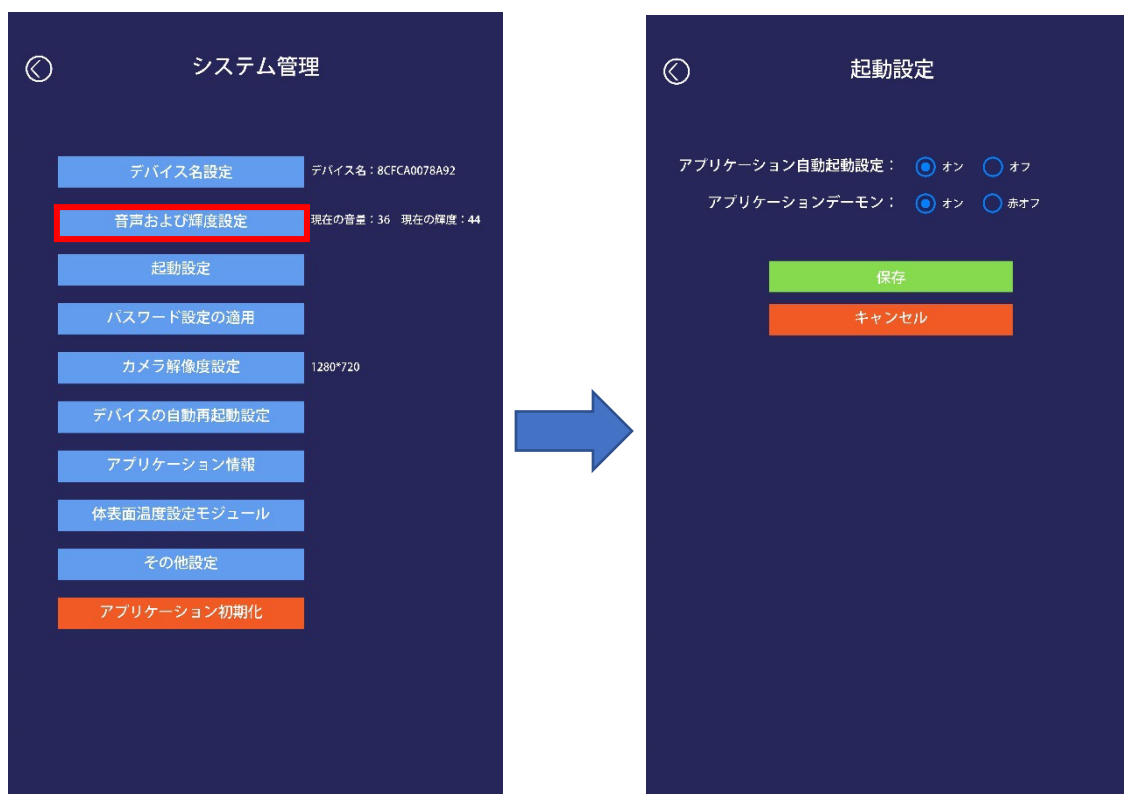 システム管理
デバイス名設定
デバイス名：8CFCA0078A92
音声および輝度設定
現在の音量：36 現在の輝度：44
起動設定
パスワード設定の適用
カメラ解像度設定
1280*720
デバイスの自動再起動設定
アプリケーション情報
体表面温度設定モジュール
その他設定
アプリケーション初期化
起動設定
アプリケーション自動起動設定： オン オフ
アプリケーションデーモン： オン 赤オフ
保存
キャンセル